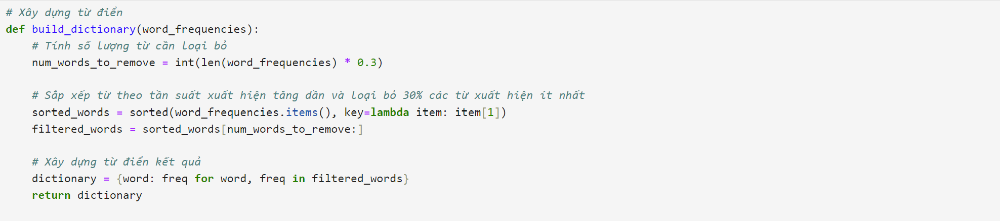 # Xây dựng từ điển
def build_dictionary(word_frequencies):
    # Tính số lượng từ cần loại bỏ
    num_words_to_remove = int(len(word_frequencies) * 0.3)
    # Sắp xếp từ theo tần suất xuất hiện tăng dần và loại bỏ 30% các từ xuất hiện ít nhất
    sorted_words = sorted(word_frequencies.items(), key=lambda item: item[1])
    filtered_words = sorted_words[num_words_to_remove:]
    # Xây dựng từ điển kết quả
    dictionary = {word: freq for word, freq in filtered_words}
    return dictionary